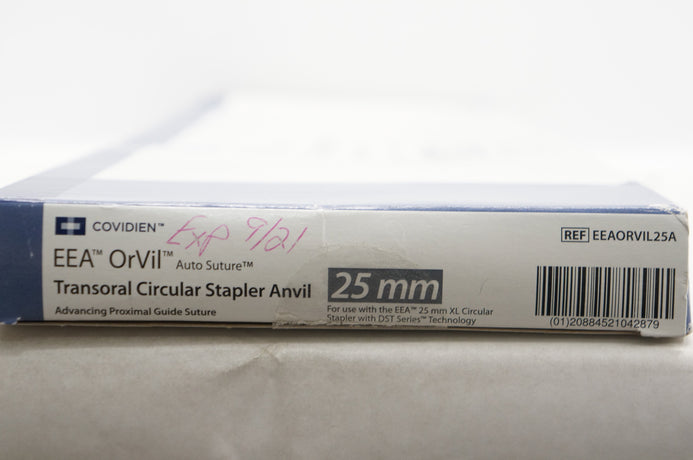 COVIDIEN™
Exp 9/21
EEA™ OrVil™ Auto Suture™
Transoral Circular Stapler Anvil
Advancing Proximal Guide Suture
25 mm
For use with the EEA™ 25 mm XL Circular
Stapler with DST Series™ Technology
REF EEAORVIL25A
(01)20884521042879